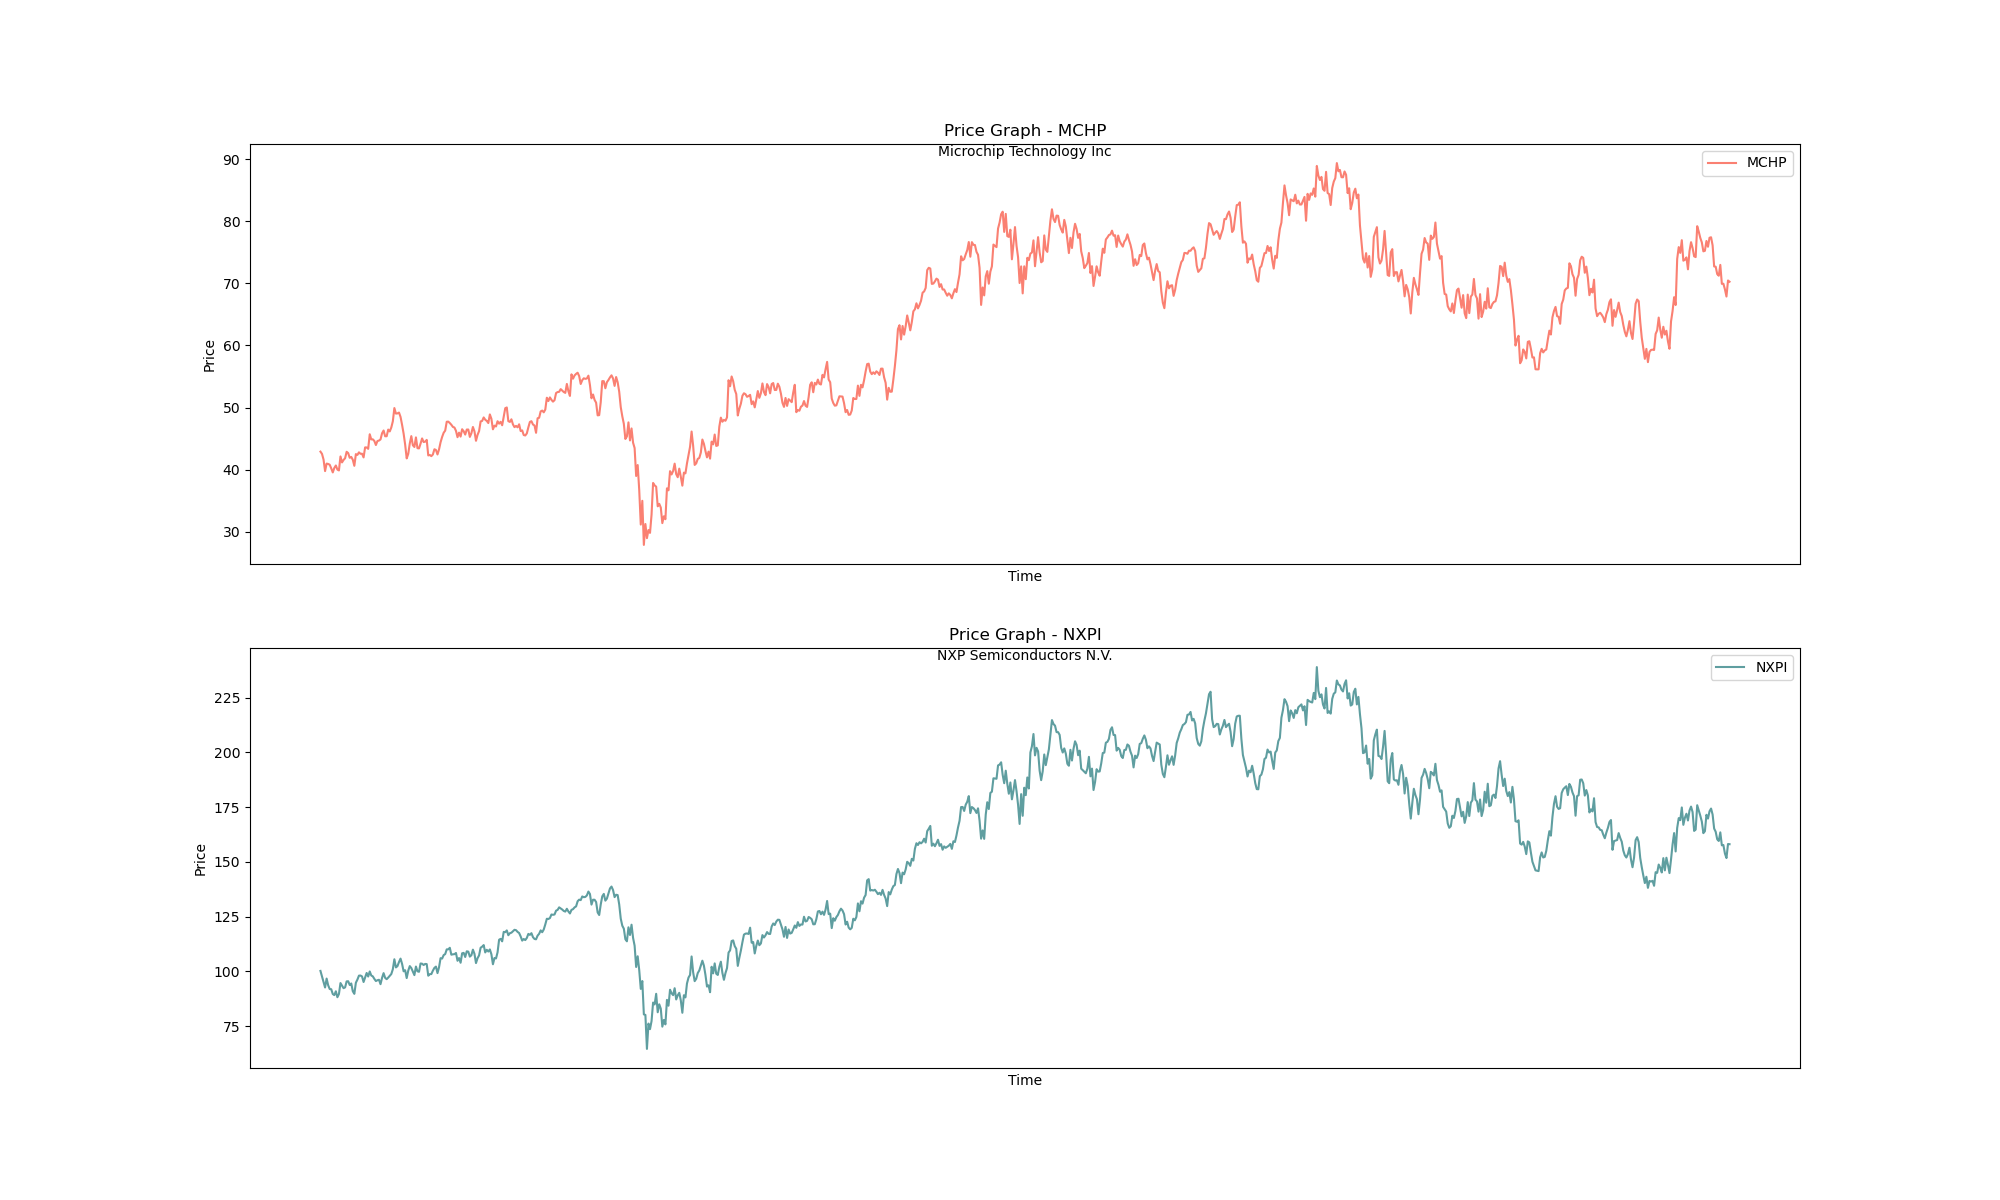 Price Graph - MCHP
Microchip Technology Inc
MCHP
90
80
70
60
50
40
30
Price
Time
Price Graph - NXPI
NXP Semiconductors N.V.
NXPI
225
200
175
150
125
100
75
Price
Time